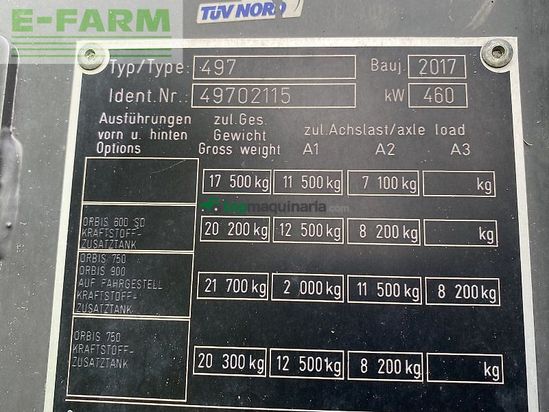 E-FARM
TÜV NORD
Typ/Type: 497 Bauj. 2017
Ident.Nr.: 49702115 kW 460
Ausführungen zul.Ges. zul.Achslast/axle load
vorn u. hinten Gewicht
Options Gross weight A1 A2 A3
17 500 kg 11 500 kg 7 100 kg kg
topmaquinaria.com
ORBIS 600 SD
KRAFTSTOFF-
ZUSATZTANK
20 200 kg 12 500 kg 8 200 kg kg
ORBIS 750
ORBIS 900
AUF FAHRGESTELL
KRAFTSTOFF-
ZUSATZTANK
21 700 kg 2 000 kg 11 500 kg 8 200 kg
ORBIS 750
KRAFTSTOFF-
ZUSATZTANK
20 300 kg 12 500 kg 8 200 kg kg